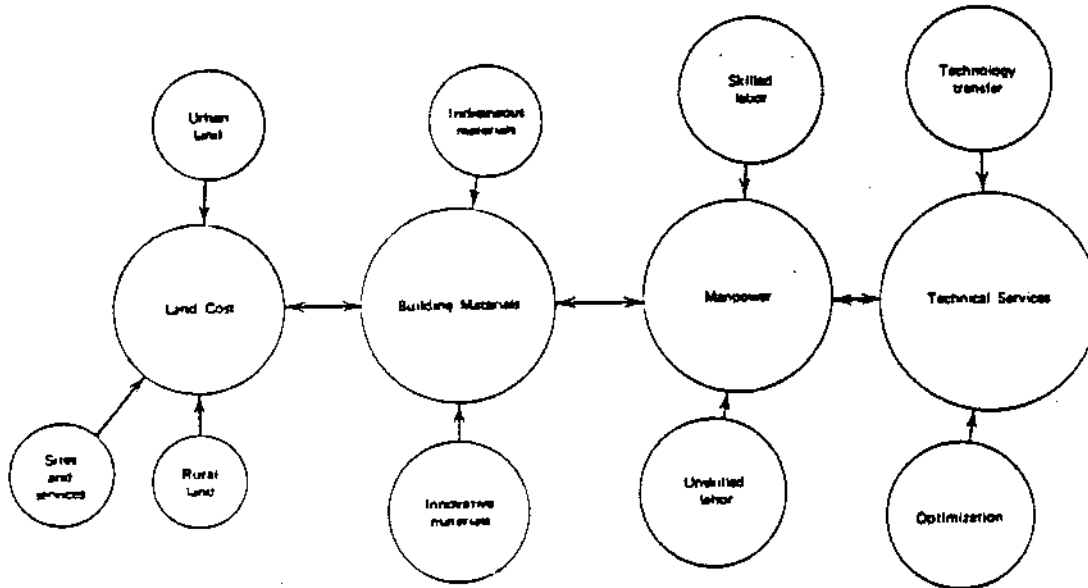 Urban
land
Indigenous
materials
Skilled
labor
Technology
transfer
Land Cost
Building Materials
Manpower
Technical Services
Sites
and
services
Rural
land
Innovative
materials
Unskilled
labor
Optimization